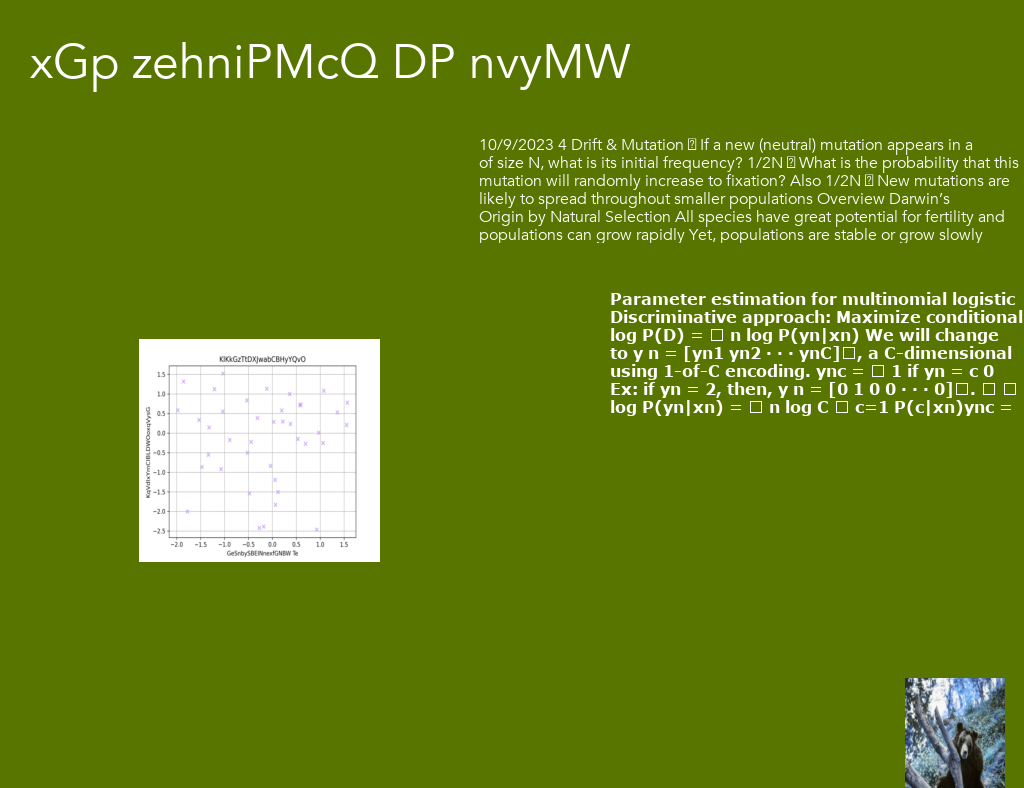 xGp zehniPMcQ DP nvyMW
10/9/2023 4 Drift & Mutation � If a new (neutral) mutation appears in a
of size N, what is its initial frequency? 1/2N � What is the probability that this
mutation will randomly increase to fixation? Also 1/2N � New mutations are
likely to spread throughout smaller populations Overview Darwin’s
Origin by Natural Selection All species have great potential for fertility and
populations can grow rapidly Yet, populations are stable or grow slowly
Parameter estimation for multinomial logistic
Discriminative approach: Maximize conditional
log P(D) = □ n log P(yn|xn) We will change
to y n = [yn1 yn2 · · · ynC]□, a C-dimensional
using 1-of-C encoding. ync = □ 1 if yn = c 0
Ex: if yn = 2, then, y n = [0 1 0 0 · · · 0]□. □ □
log P(yn|xn) = □ n log C □ c=1 P(c|xn)ync =
1.5
1.0
0.5
0.0
−0.5
−1.0
−1.5
−2.0
−2.5
−2.0 −1.5 −1.0 −0.5 0.0 0.5 1.0 1.5